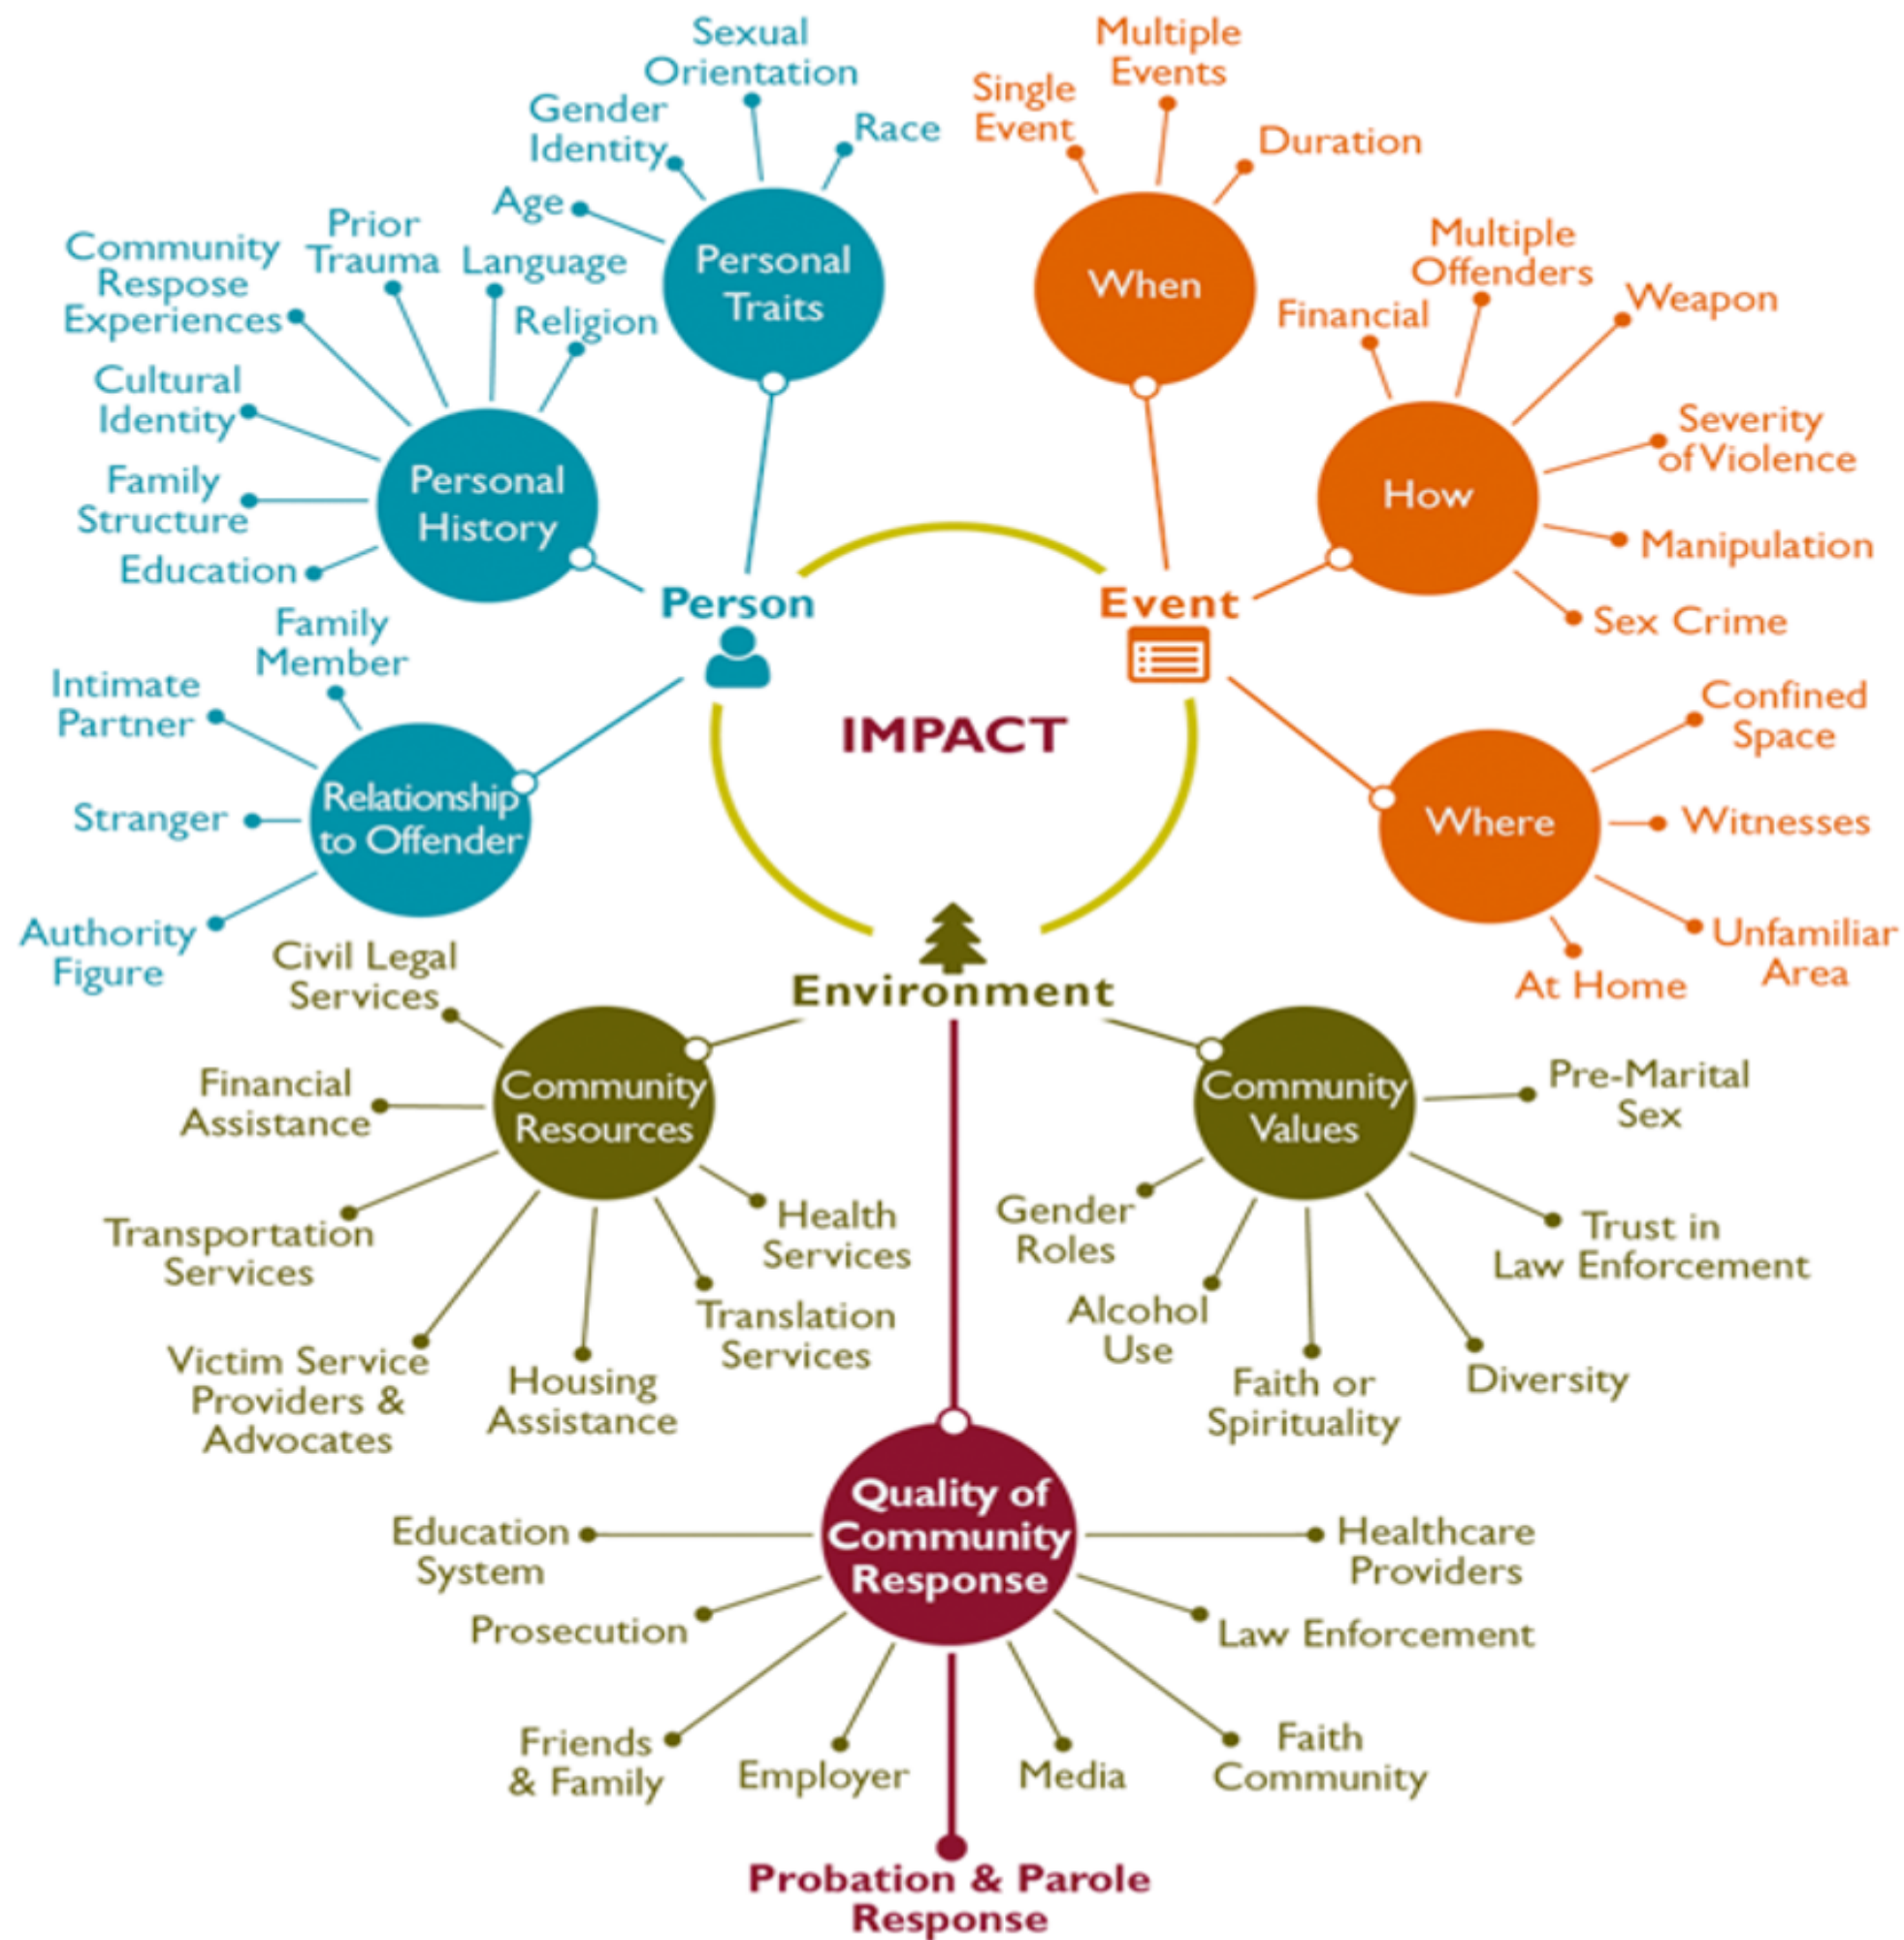 Sexual
Orientation
Gender
Identity
Race
Age
Personal
Traits
Community
Respose
Experiences
Prior
Trauma
Language
Religion
Cultural
Identity
Family
Structure
Education
Personal
History
Person
Family
Member
Intimate
Partner
Stranger
Authority
Figure
Relationship
to Offender
Multiple
Events
Single
Event
Duration
When
Multiple
Offenders
Financial
Weapon
Severity
of Violence
Manipulation
Sex Crime
How
Event
Confined
Space
Witnesses
Unfamiliar
Area
At Home
Where
IMPACT
Environment
Civil Legal
Services
Financial
Assistance
Transportation
Services
Victim Service
Providers &
Advocates
Housing
Assistance
Translation
Services
Health
Services
Community
Resources
Community
Values
Pre-Marital
Sex
Trust in
Law Enforcement
Diversity
Faith or
Spirituality
Alcohol
Use
Gender
Roles
Quality of
Community
Response
Education
System
Prosecution
Friends
& Family
Employer
Media
Faith
Community
Law Enforcement
Healthcare
Providers
Probation & Parole
Response